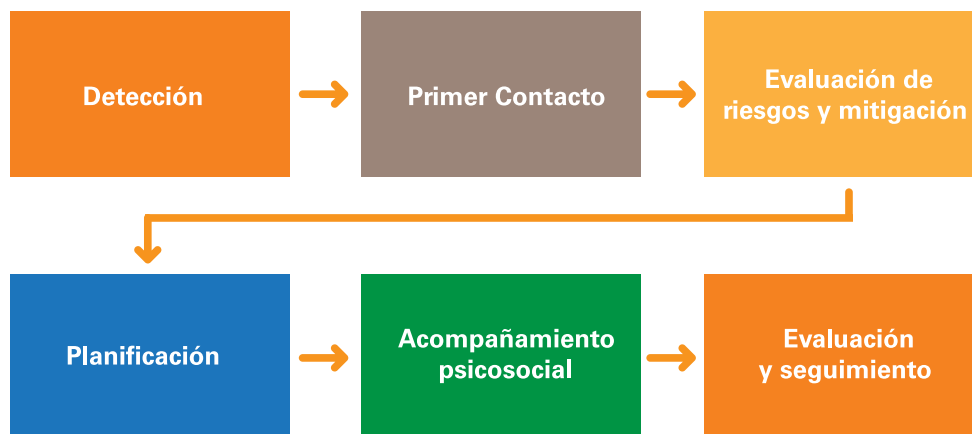 Detección
Primer Contacto
Evaluación de
riesgos y mitigación
Planificación
Acompañamiento
psicosocial
Evaluación
y seguimiento